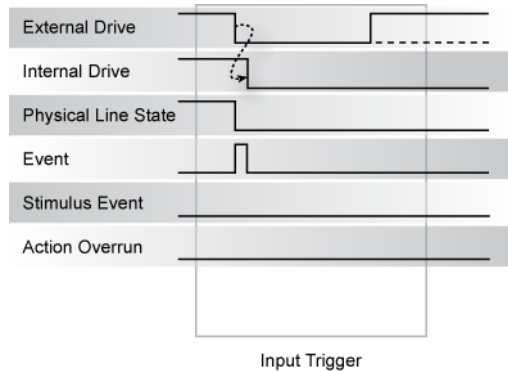 External Drive
Internal Drive
Physical Line State
Event
Stimulus Event
Action Overrun
Input Trigger